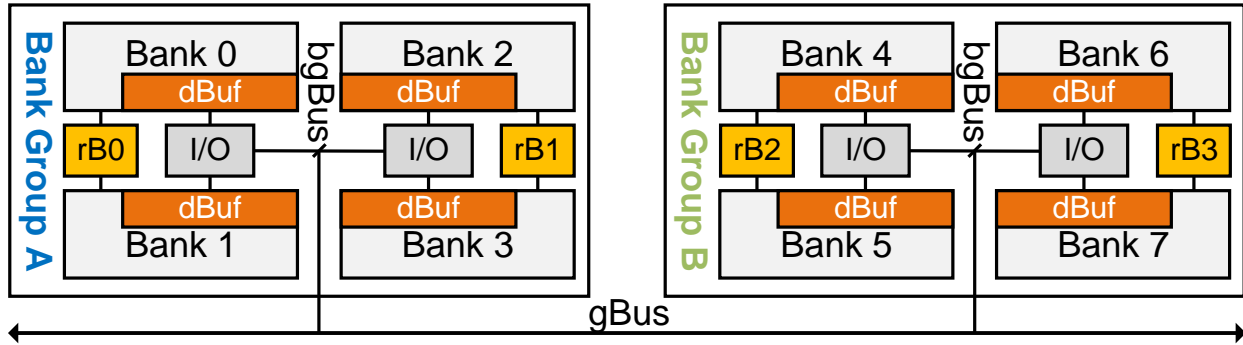 Bank Group A
Bank 0
dBuf
bgBus
Bank 2
dBuf
rB0
I/O
I/O
rB1
dBuf
Bank 1
dBuf
Bank 3
Bank Group B
Bank 4
dBuf
bgBus
Bank 6
dBuf
rB2
I/O
I/O
rB3
dBuf
Bank 5
dBuf
Bank 7
gBus